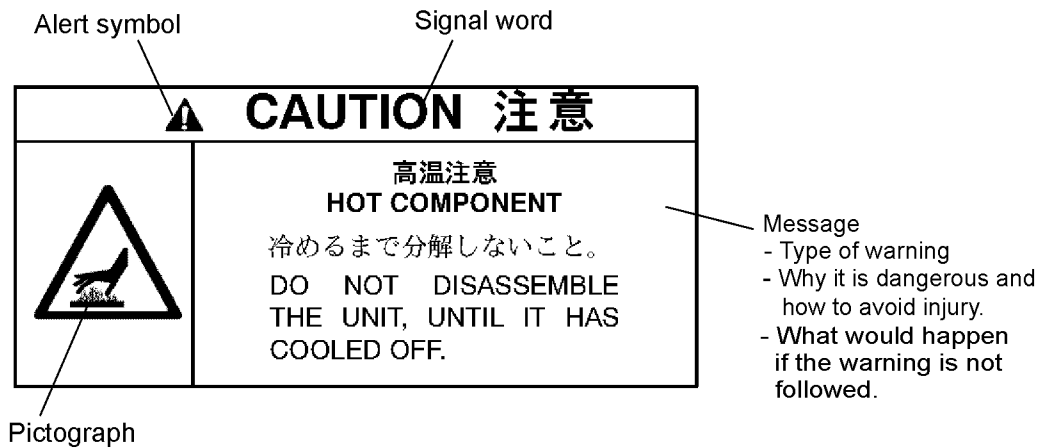 Alert symbol
Signal word
CAUTION 注意
高温注意
HOT COMPONENT
冷めるまで分解しないこと。
DO NOT DISASSEMBLE
THE UNIT, UNTIL IT HAS
COOLED OFF.
Message
- Type of warning
- Why it is dangerous and
how to avoid injury.
- What would happen
if the warning is not
followed.
Pictograph